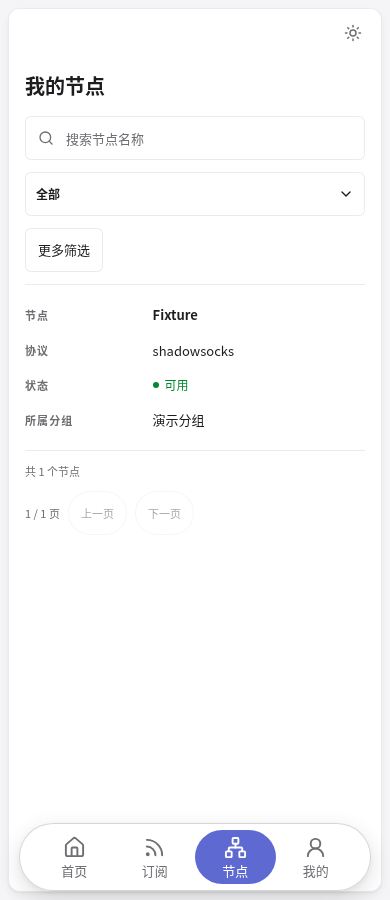 我的节点
搜索节点名称
全部
更多筛选
节点 Fixture
协议 shadowsocks
状态 可用
所属分组 演示分组
共 1 个节点
1 / 1 页 上一页 下一页
首页 订阅 节点 我的